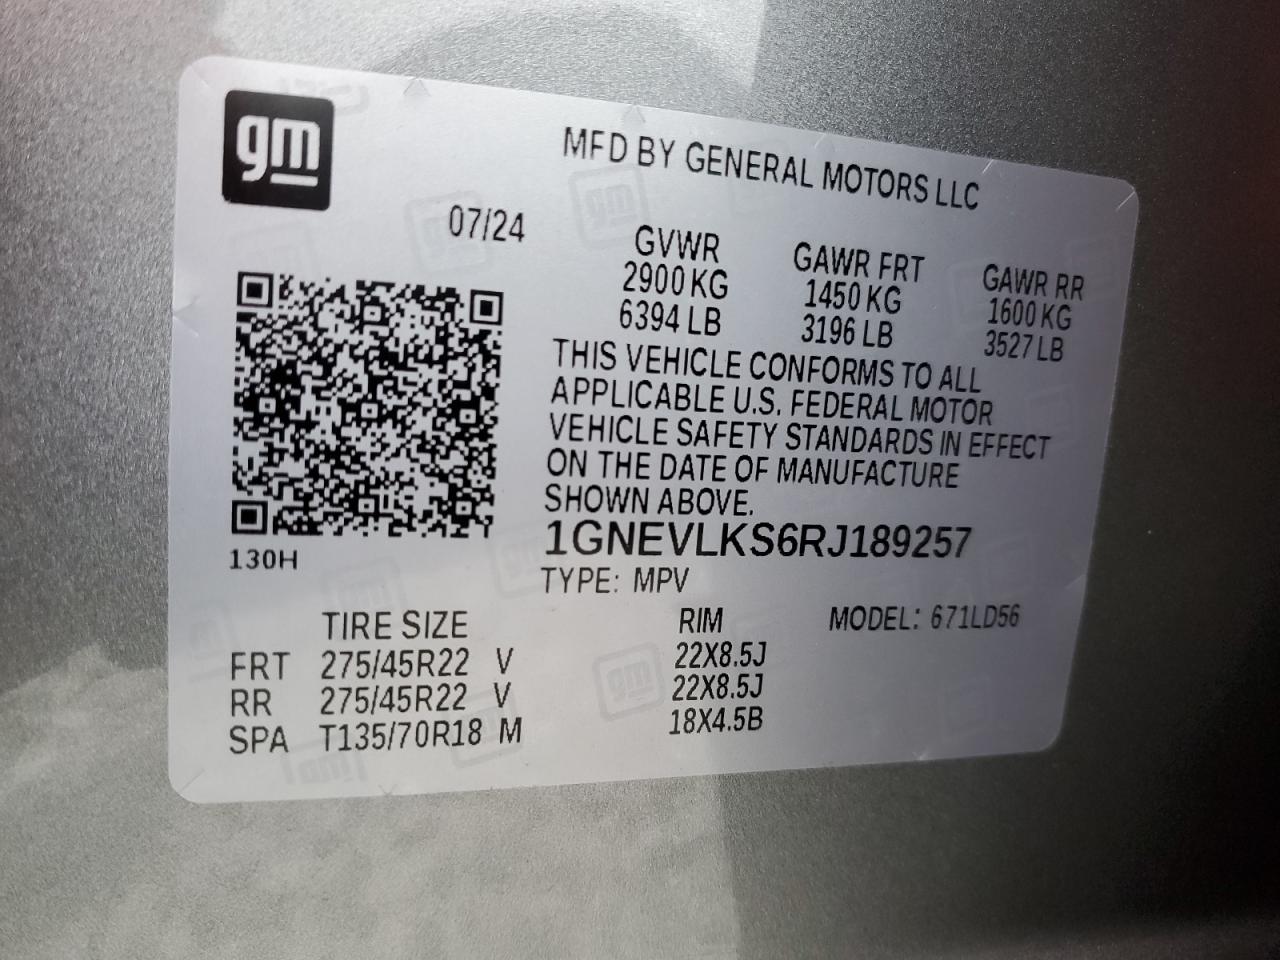 gm
MFD BY GENERAL MOTORS LLC
07/24
GVWR GAWR FRT GAWR RR
2900 KG 1450 KG 1600 KG
6394 LB 3196 LB 3527 LB
THIS VEHICLE CONFORMS TO ALL
APPLICABLE U.S. FEDERAL MOTOR
VEHICLE SAFETY STANDARDS IN EFFECT
ON THE DATE OF MANUFACTURE
SHOWN ABOVE.
1GNEVLKS6RJ189257
130H
TYPE: MPV
TIRE SIZE RIM MODEL: 671LD56
FRT 275/45R22 V 22X8.5J
RR 275/45R22 V 22X8.5J
SPA T135/70R18 M 18X4.5B